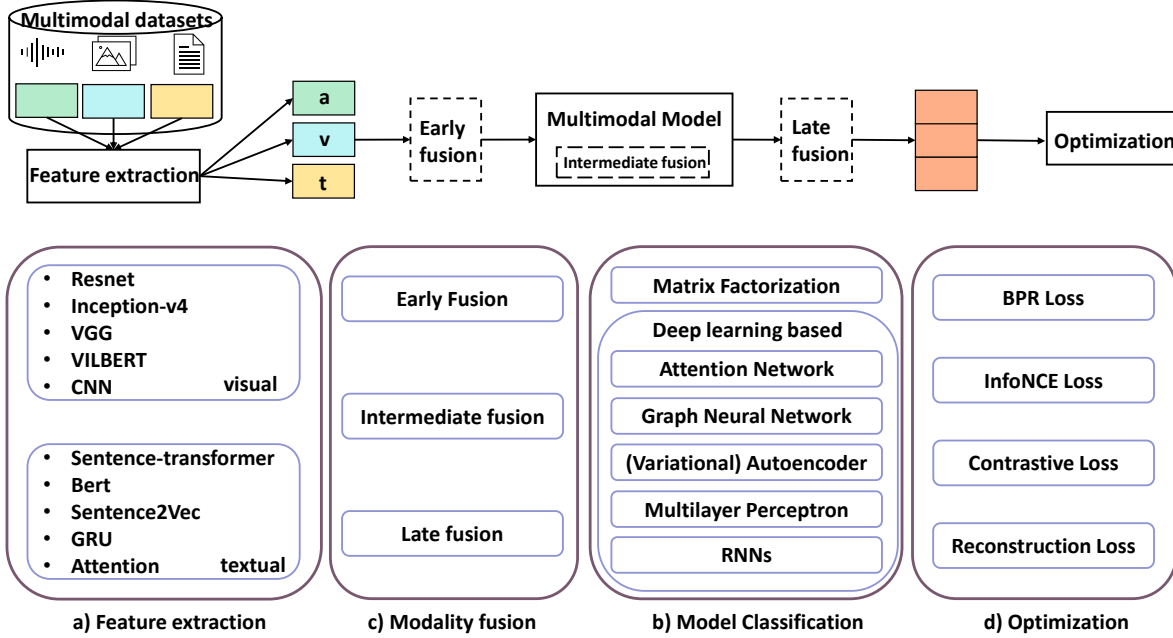 Multimodal datasets
Feature extraction
a
v
t
Early
fusion
Multimodal Model
Intermediate fusion
Late
fusion
Optimization
• Resnet
• Inception-v4
• VGG
• VILBERT
• CNN
visual
• Sentence-transformer
• Bert
• Sentence2Vec
• GRU
• Attention
textual
a) Feature extraction
Early Fusion
Intermediate fusion
Late fusion
c) Modality fusion
Matrix Factorization
Deep learning based
Attention Network
Graph Neural Network
(Variational) Autoencoder
Multilayer Perceptron
RNNs
b) Model Classification
BPR Loss
InfoNCE Loss
Contrastive Loss
Reconstruction Loss
d) Optimization